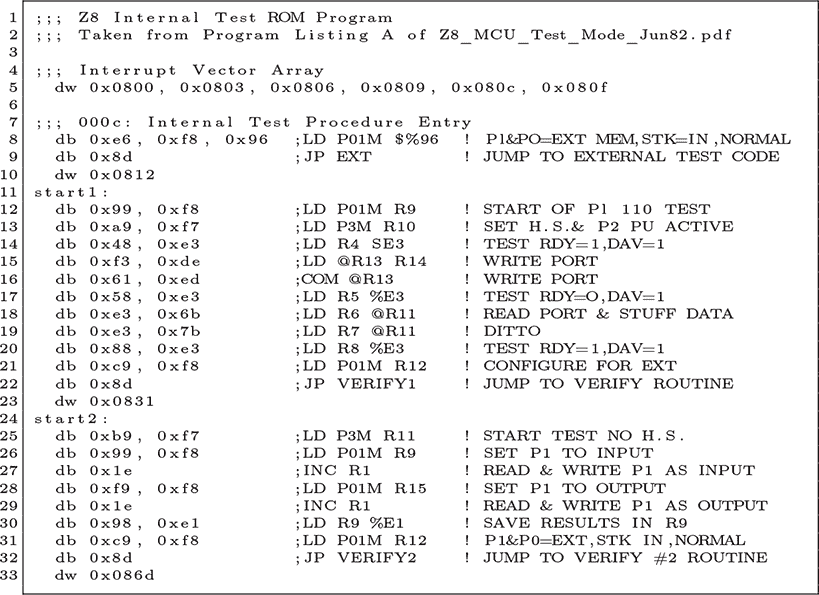 1 ;;; Z8 Internal Test ROM Program
2 ;;; Taken from Program Listing A of Z8_MCU_Test_Mode_Jun82.pdf
3
4 ;;; Interrupt Vector Array
5 dw 0x0800, 0x0803, 0x0806, 0x0809, 0x080c, 0x080f
6
7 ;;; 000c: Internal Test Procedure Entry
8 db 0xe6, 0xf8, 0x96 ;LD P01M $%96 ! P1&PO=EXT MEM,STK=IN,NORMAL
9 db 0x8d ;JP EXT ! JUMP TO EXTERNAL TEST CODE
10 dw 0x0812
11 start1:
12 db 0x99, 0xf8 ;LD P01M R9 ! START OF Pl 110 TEST
13 db 0xa9, 0xf7 ;LD P3M R10 ! SET H.S.& P2 PU ACTIVE
14 db 0x48, 0xe3 ;LD R4 SE3 ! TEST RDY=1,DAV=1
15 db 0xf3, 0xde ;LD @R13 R14 ! WRITE PORT
16 db 0x61, 0xed ;COM @R13 ! WRITE PORT
17 db 0x58, 0xe3 ;LD R5 %E3 ! TEST RDY=O,DAV=1
18 db 0xe3, 0x6b ;LD R6 @R11 ! READ PORT & STUFF DATA
19 db 0xe3, 0x7b ;LD R7 @R11 ! DITTO
20 db 0x88, 0xe3 ;LD R8 %E3 ! TEST RDY=1,DAV=1
21 db 0xc9, 0xf8 ;LD P01M R12 ! CONFIGURE FOR EXT
22 db 0x8d ;JP VERIFY1 ! JUMP TO VERIFY ROUTINE
23 dw 0x0831
24 start2:
25 db 0xb9, 0xf7 ;LD P3M R11 ! START TEST NO H.S.
26 db 0x99, 0xf8 ;LD P01M R9 ! SET P1 TO INPUT
27 db 0x1e ;INC R1 ! READ & WRITE P1 AS INPUT
28 db 0xf9, 0xf8 ;LD P01M R15 ! SET P1 TO OUTPUT
29 db 0x1e ;INC R1 ! READ & WRITE P1 AS OUTPUT
30 db 0x98, 0xe1 ;LD R9 %E1 ! SAVE RESULTS IN R9
31 db 0xc9, 0xf8 ;LD P01M R12 ! P1&P0=EXT,STK IN,NORMAL
32 db 0x8d ;JP VERIFY2 ! JUMP TO VERIFY #2 ROUTINE
33 dw 0x086d